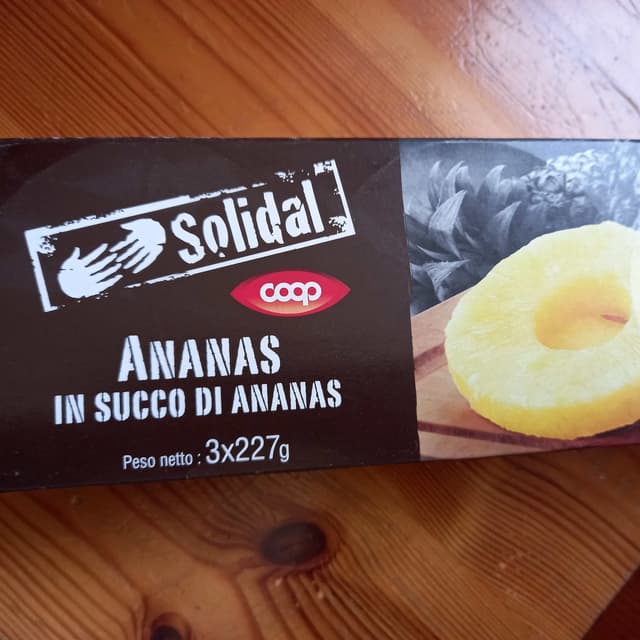 Solidal
coop
ANANAS
IN SUCCO DI ANANAS
Peso netto : 3x227g